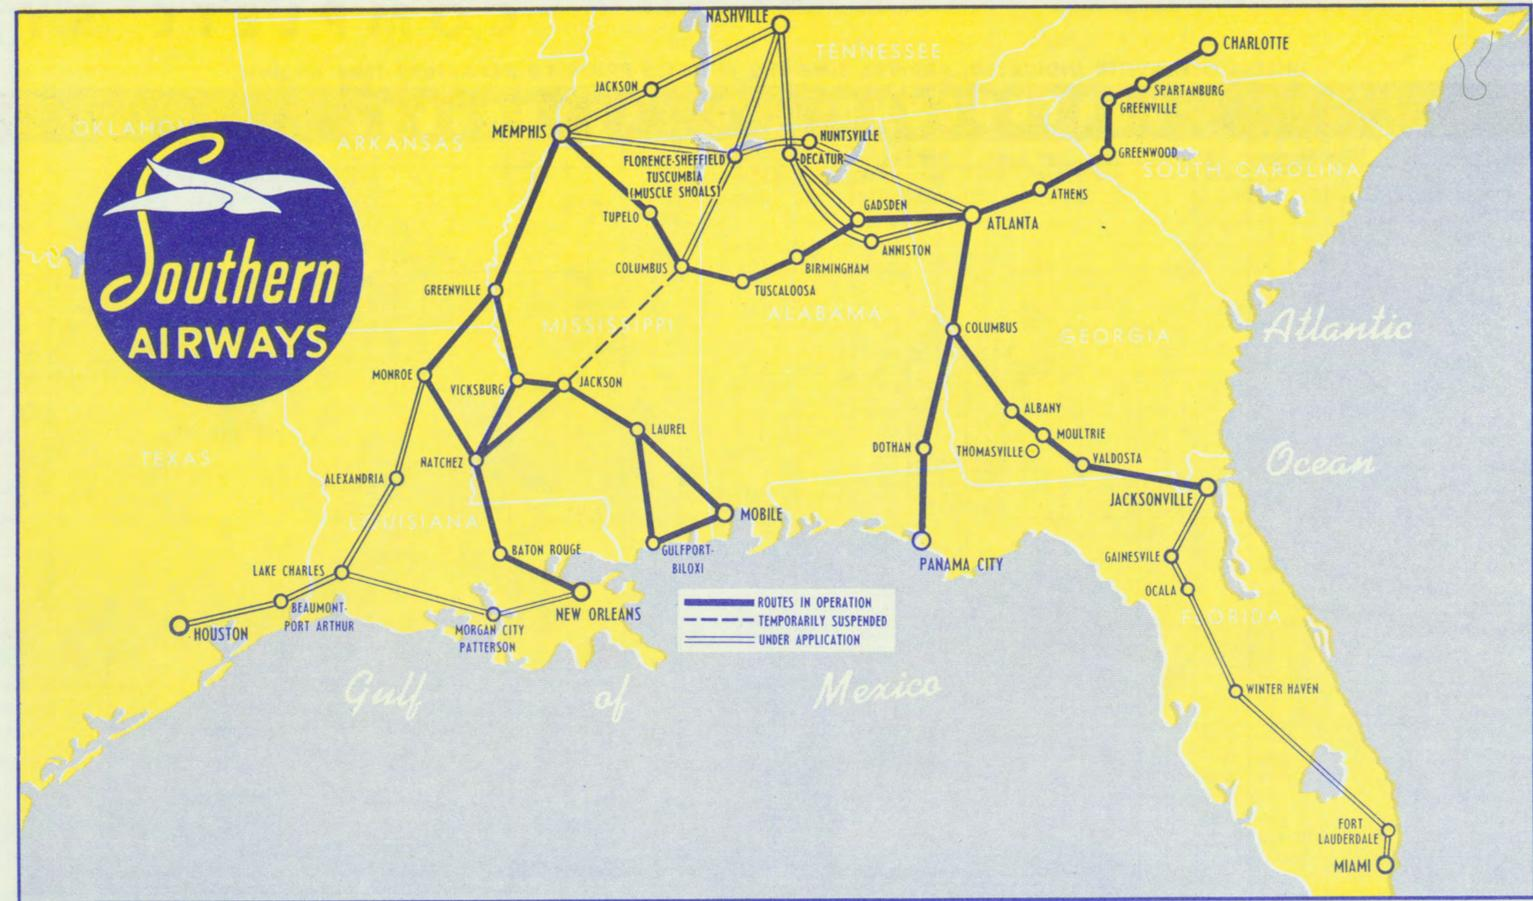 NASHVILLE
TENNESSEE
CHARLOTTE
JACKSON
SPARTANBURG
GREENVILLE
OKLAHO
ARKANSAS
MEMPHIS
HUNTSVILLE
FLORENCE-SHEFFIELD
TUSCUMBIA
(MUSCLE SHOALS)
DECATUR
GREENWOOD
SOUTH CAROLINA
ATHENS
TUPELO
GADSDEN
ATLANTA
ANNISTON
Southern
AIRWAYS
COLUMBUS
BIRMINGHAM
TUSCALOOSA
GREENVILLE
MISSISSIPPI
ALABAMA
COLUMBUS
GEORGIA
Atlantic
Ocean
MONROE
VICKSBURG
JACKSON
ALBANY
LAUREL
MOULTRIE
DOTHAN
THOMASVILLE
VALDOSTA
TEXAS
NATCHEZ
ALEXANDRIA
JACKSONVILLE
LOUISIANA
MOBILE
BATON ROUGE
GULFPORT-
BILOXI
PANAMA CITY
GAINESVILE
LAKE CHARLES
OCALA
FLORIDA
BEAUMONT-
PORT ARTHUR
HOUSTON
NEW ORLEANS
MORGAN CITY
PATTERSON
ROUTES IN OPERATION
TEMPORARILY SUSPENDED
UNDER APPLICATION
Gulf of Mexico
WINTER HAVEN
FORT
LAUDERDALE
MIAMI